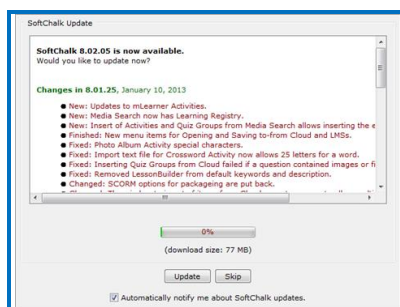 SoftChalk Update
SoftChalk 8.02.05 is now available.
Would you like to update now?
Changes in 8.01.25, January 10, 2013
New: Updates to mLearner Activities.
New: Media Search now has Learning Registry.
New: Insert of Activities and Quiz Groups from Media Search allows inserting the e
Finished: New menu items for Opening and Saving to-from Cloud and LMSs.
Fixed: Photo Album Activity special characters.
Fixed: Import text file for Crossword Activity now allows 25 letters for a word.
Fixed: Inserting Quiz Groups from Cloud failed if a question contained images or fi
Fixed: Removed LessonBuilder from default keywords and description.
Changed: SCORM options for packageing are put back.
0%
(download size: 77 MB)
Update Skip
Automatically notify me about SoftChalk updates.